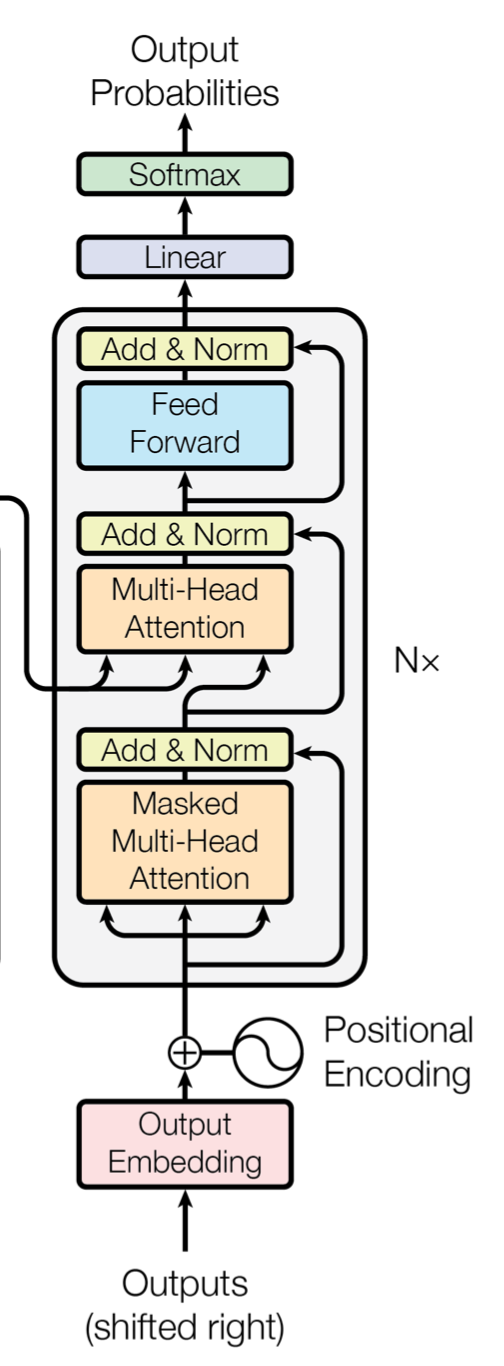 Output
Probabilities
Softmax
Linear
Add & Norm
Feed
Forward
Add & Norm
Multi-Head
Attention
N×
Add & Norm
Masked
Multi-Head
Attention
Positional
Encoding
Output
Embedding
Outputs
(shifted right)